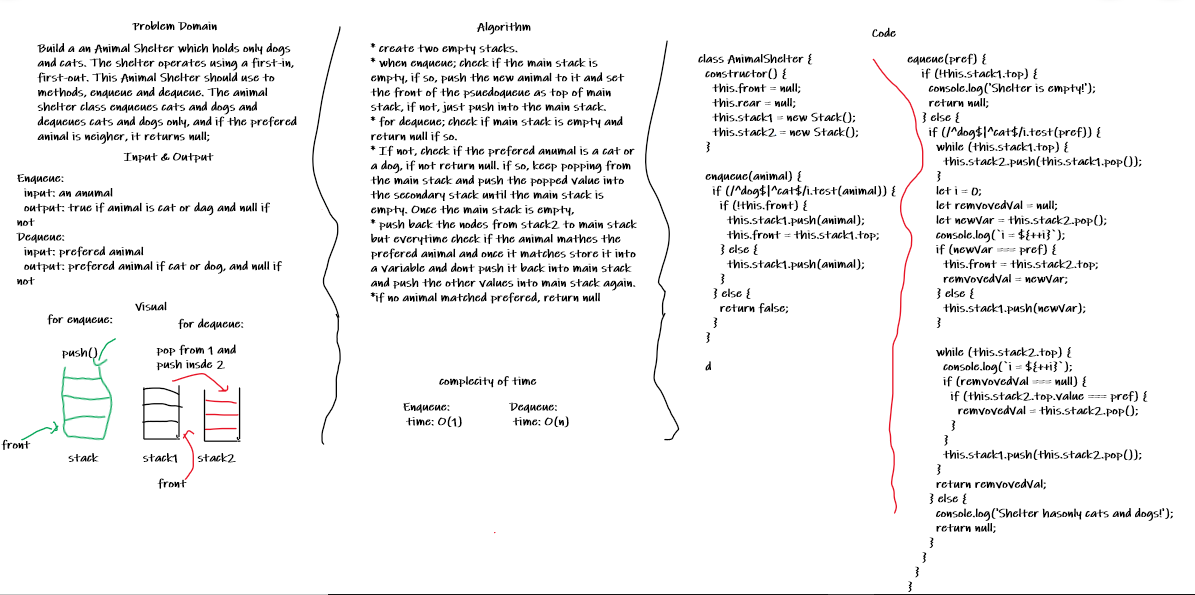 Problem Domain
Build a an Animal Shelter which holds only dogs
and cats. The shelter operates using a first-in,
first-out. This Animal Shelter should use to
methods, enqueue and dequeue. The animal
shelter class enqueues cats and dogs and
dequeues cats and dogs only, and if the prefered
animal is neigher, it returns null;
Input & Output
Enqueue:
input: an anumal
output: true if animal is cat or dag and null if
not
Dequeue:
input: prefered animal
output: prefered animal if cat or dog, and null if
not
Visual
for enqueue:
for dequeue:
push()
pop from 1 and
push insde 2
front
stack
stack1
stack2
front
Algorithm
* create two empty stacks.
* when enqueue; check if the main stack is
empty, if so, push the new animal to it and set
the front of the psuedoqueue as top of main
stack, if not, just push into the main stack.
* for dequeue; check if main stack is empty and
return null if so.
* If not, check if the prefered anumal is a cat or
a dog, if not return null. if so, keep popping from
the main stack and push the popped value into
the secondary stack until the main stack is
empty. Once the main stack is empty,
* push back the nodes from stack2 to main stack
but everytime check if the animal mathes the
prefered animal and once it matches store it into
a variable and dont push it back into main stack
and push the other values into main stack again.
*if no animal matched prefered, return null
complecity of time
Enqueue:
time: O(1)
Dequeue:
time: O(n)
Code
class AnimalShelter {
constructor() {
this.front = null;
this.rear = null;
this.stack1 = new Stack();
this.stack2 = new Stack();
}
enqueue(animal) {
if (/^dog$|^cat$/i.test(animal)) {
if (!this.front) {
this.stack1.push(animal);
this.front = this.stack1.top;
} else {
this.stack1.push(animal);
}
} else {
return false;
}
}
d
equeue(pref) {
if (!this.stack1.top) {
console.log('Shelter is empty!');
return null;
} else {
if (/^dog$|^cat$/i.test(pref)) {
while (this.stack1.top) {
this.stack2.push(this.stack1.pop());
}
let i = 0;
let removedVal = null;
let newVar = this.stack2.pop();
console.log(`i = ${++i}`);
if (newVar === pref) {
this.front = this.stack2.top;
remvovedVal = newVar;
} else {
this.stack1.push(newVar);
}
while (this.stack2.top) {
console.log(`i = ${++i}`);
if (remvovedVal === null) {
if (this.stack2.top.value === pref) {
remvovedVal = this.stack2.pop();
}
}
this.stack1.push(this.stack2.pop());
}
return remvovedVal;
} else {
console.log('Shelter hasonly cats and dogs!');
return null;
}
}
}
}